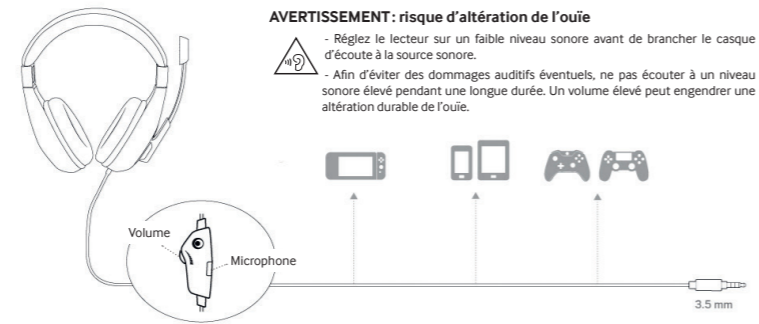 AVERTISSEMENT : risque d'altération de l'ouïe
- Réglez le lecteur sur un faible niveau sonore avant de brancher le casque
d'écoute à la source sonore.
- Afin d'éviter des dommages auditifs éventuels, ne pas écouter à un niveau
sonore élevé pendant une longue durée. Un volume élevé peut engendrer une
altération durable de l'ouïe.
Volume
Microphone
3.5 mm